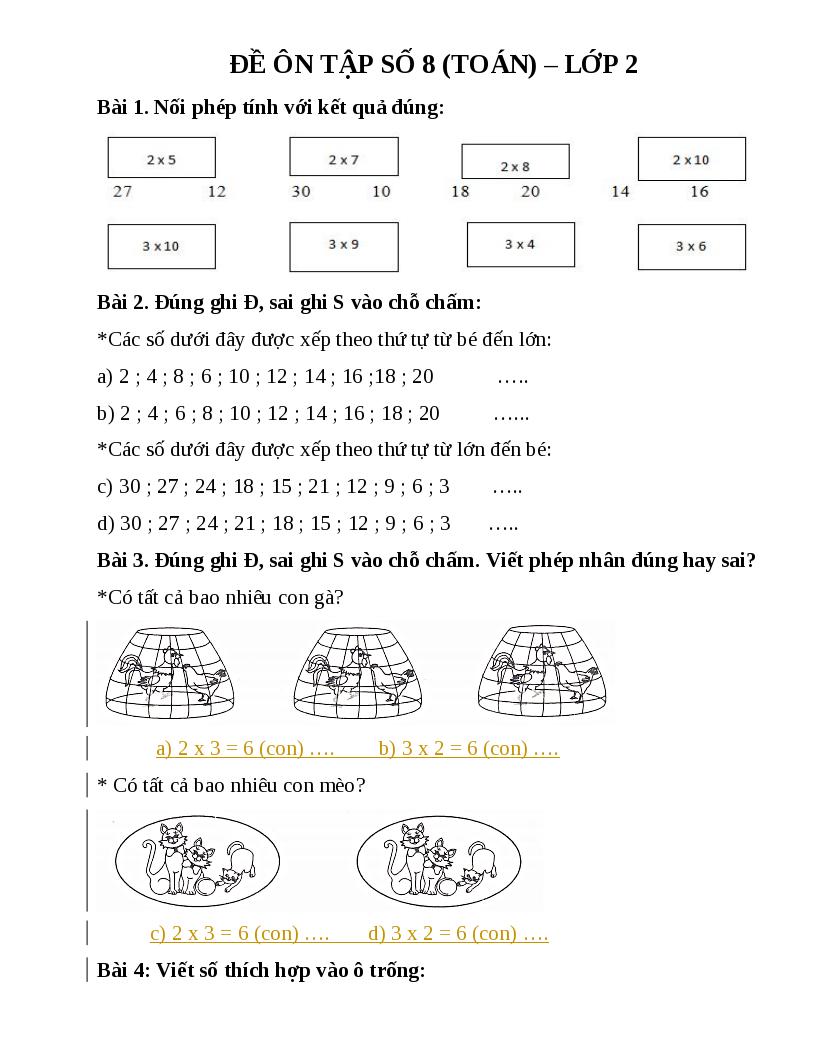 ĐỀ ÔN TẬP SỐ 8 (TOÁN) – LỚP 2
Bài 1. Nối phép tính với kết quả đúng:
2 x 5 2 x 7 2 x 8 2 x 10
27 12 30 10 18 20 14 16
3 x 10 3 x 9 3 x 4 3 x 6
Bài 2. Đúng ghi Đ, sai ghi S vào chỗ chấm:
*Các số dưới đây được xếp theo thứ tự từ bé đến lớn:
a) 2 ; 4 ; 8 ; 6 ; 10 ; 12 ; 14 ; 16 ;18 ; 20 …..
b) 2 ; 4 ; 6 ; 8 ; 10 ; 12 ; 14 ; 16 ; 18 ; 20 …...
*Các số dưới đây được xếp theo thứ tự từ lớn đến bé:
c) 30 ; 27 ; 24 ; 18 ; 15 ; 21 ; 12 ; 9 ; 6 ; 3 …..
d) 30 ; 27 ; 24 ; 21 ; 18 ; 15 ; 12 ; 9 ; 6 ; 3 …..
Bài 3. Đúng ghi Đ, sai ghi S vào chỗ chấm. Viết phép nhân đúng hay sai?
*Có tất cả bao nhiêu con gà?
a) 2 x 3 = 6 (con) …. b) 3 x 2 = 6 (con) ….
* Có tất cả bao nhiêu con mèo?
c) 2 x 3 = 6 (con) …. d) 3 x 2 = 6 (con) ….
Bài 4: Viết số thích hợp vào ô trống: